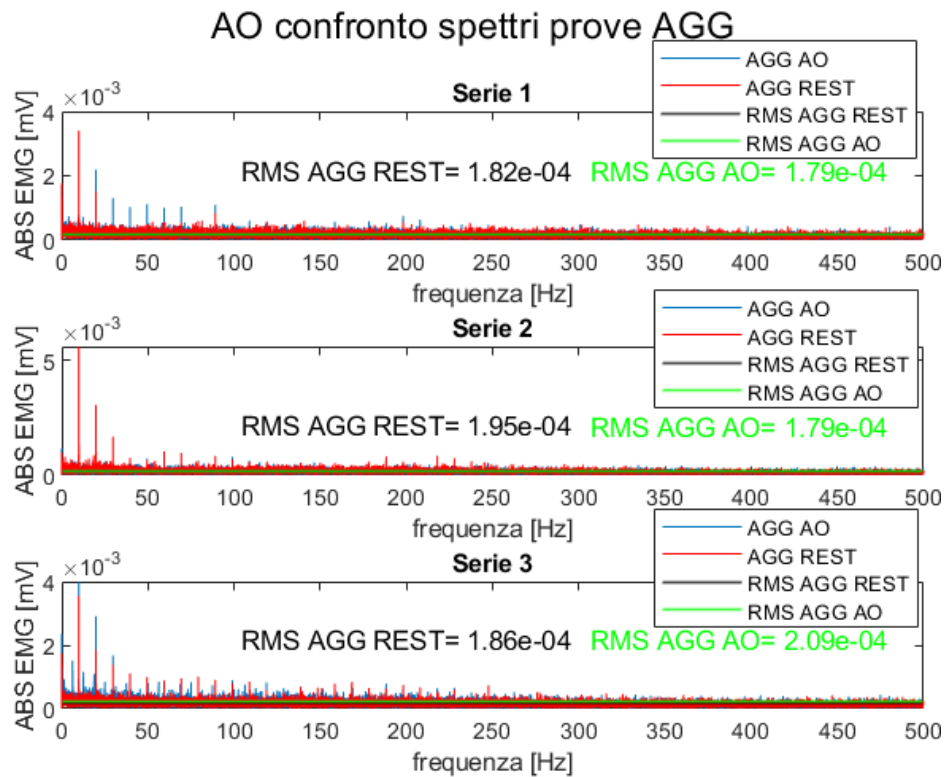 AO confronto spettri prove AGG
×10⁻³
Serie 1
ABS EMG [mV]
4
2
0
RMS AGG REST= 1.82e-04 RMS AGG AO= 1.79e-04
AGG AO
AGG REST
RMS AGG REST
RMS AGG AO
0 50 100 150 200 250 300 350 400 450 500
frequenza [Hz]
×10⁻³
Serie 2
ABS EMG [mV]
5
0
RMS AGG REST= 1.95e-04 RMS AGG AO= 1.79e-04
AGG AO
AGG REST
RMS AGG REST
RMS AGG AO
0 50 100 150 200 250 300 350 400 450 500
frequenza [Hz]
×10⁻³
Serie 3
ABS EMG [mV]
4
2
0
RMS AGG REST= 1.86e-04 RMS AGG AO= 2.09e-04
AGG AO
AGG REST
RMS AGG REST
RMS AGG AO
0 50 100 150 200 250 300 350 400 450 500
frequenza [Hz]